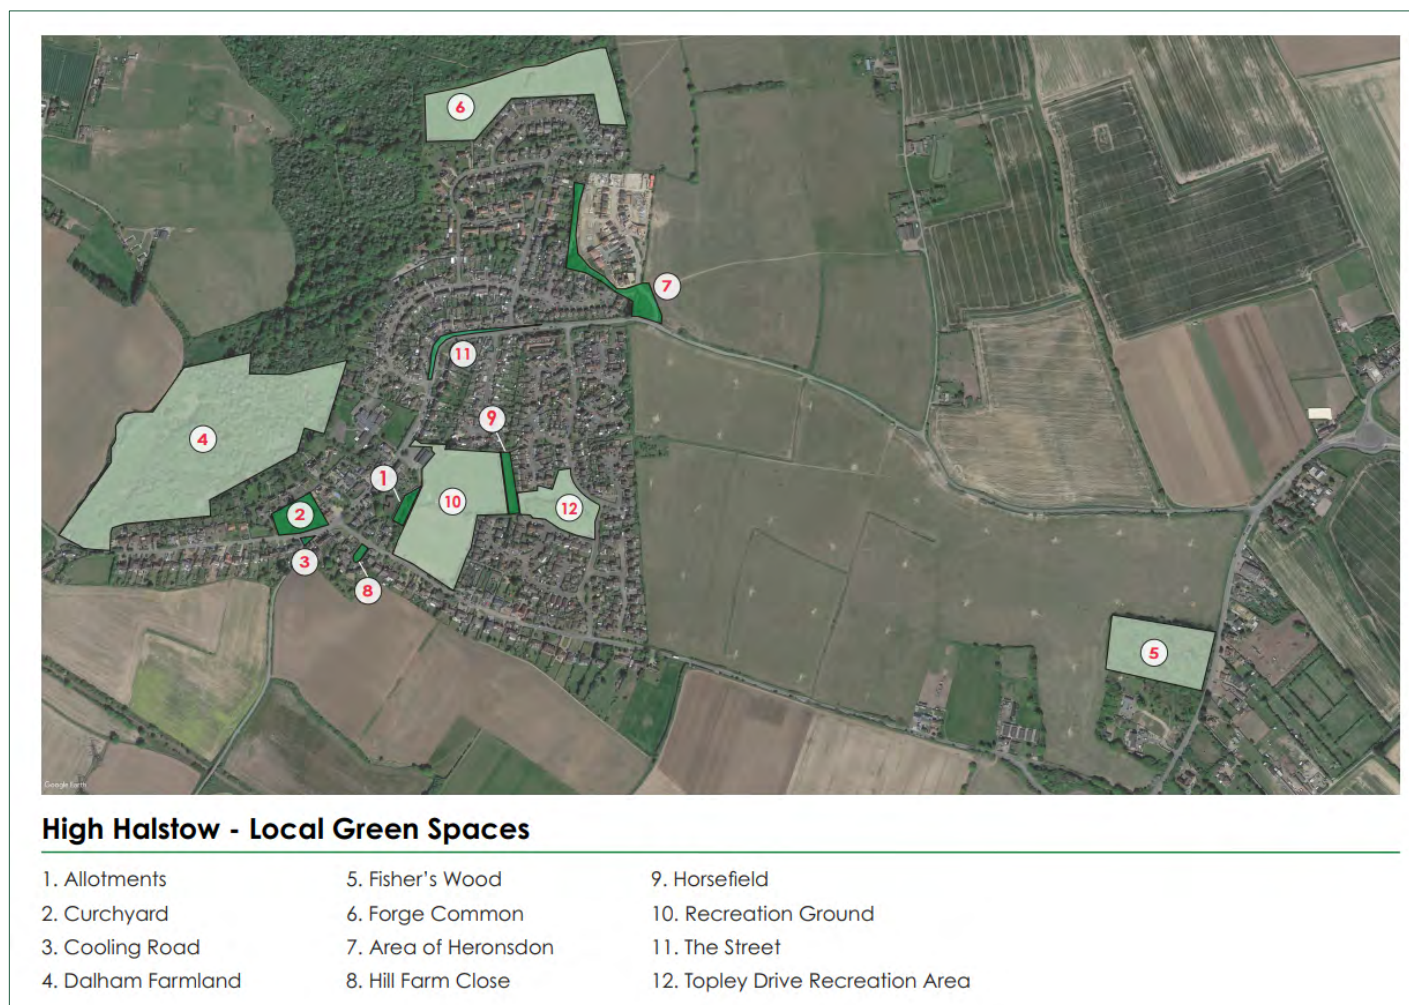 6
7
11
9
4
1
10
12
2
3
8
5
Google Earth
High Halstow - Local Green Spaces
1. Allotments
2. Curchyard
3. Cooling Road
4. Dalham Farmland
5. Fisher's Wood
6. Forge Common
7. Area of Heronsdon
8. Hill Farm Close
9. Horsefield
10. Recreation Ground
11. The Street
12. Topley Drive Recreation Area